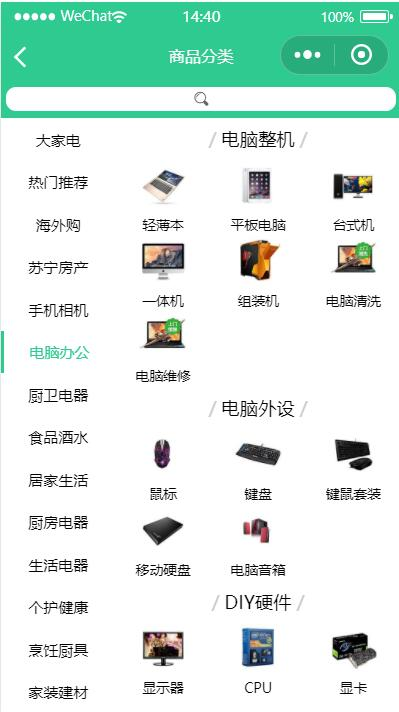 WeChat 14:40 100%
商品分类
大家电
热门推荐
海外购
苏宁房产
手机相机
电脑办公
厨卫电器
食品酒水
居家生活
厨房电器
生活电器
个护健康
烹饪厨具
家装建材
/ 电脑整机 /
轻薄本 平板电脑 台式机
一体机 组装机 电脑清洗
电脑维修
/ 电脑外设 /
鼠标 键盘 键鼠套装
移动硬盘 电脑音箱
/ DIY硬件 /
显示器 CPU 显卡